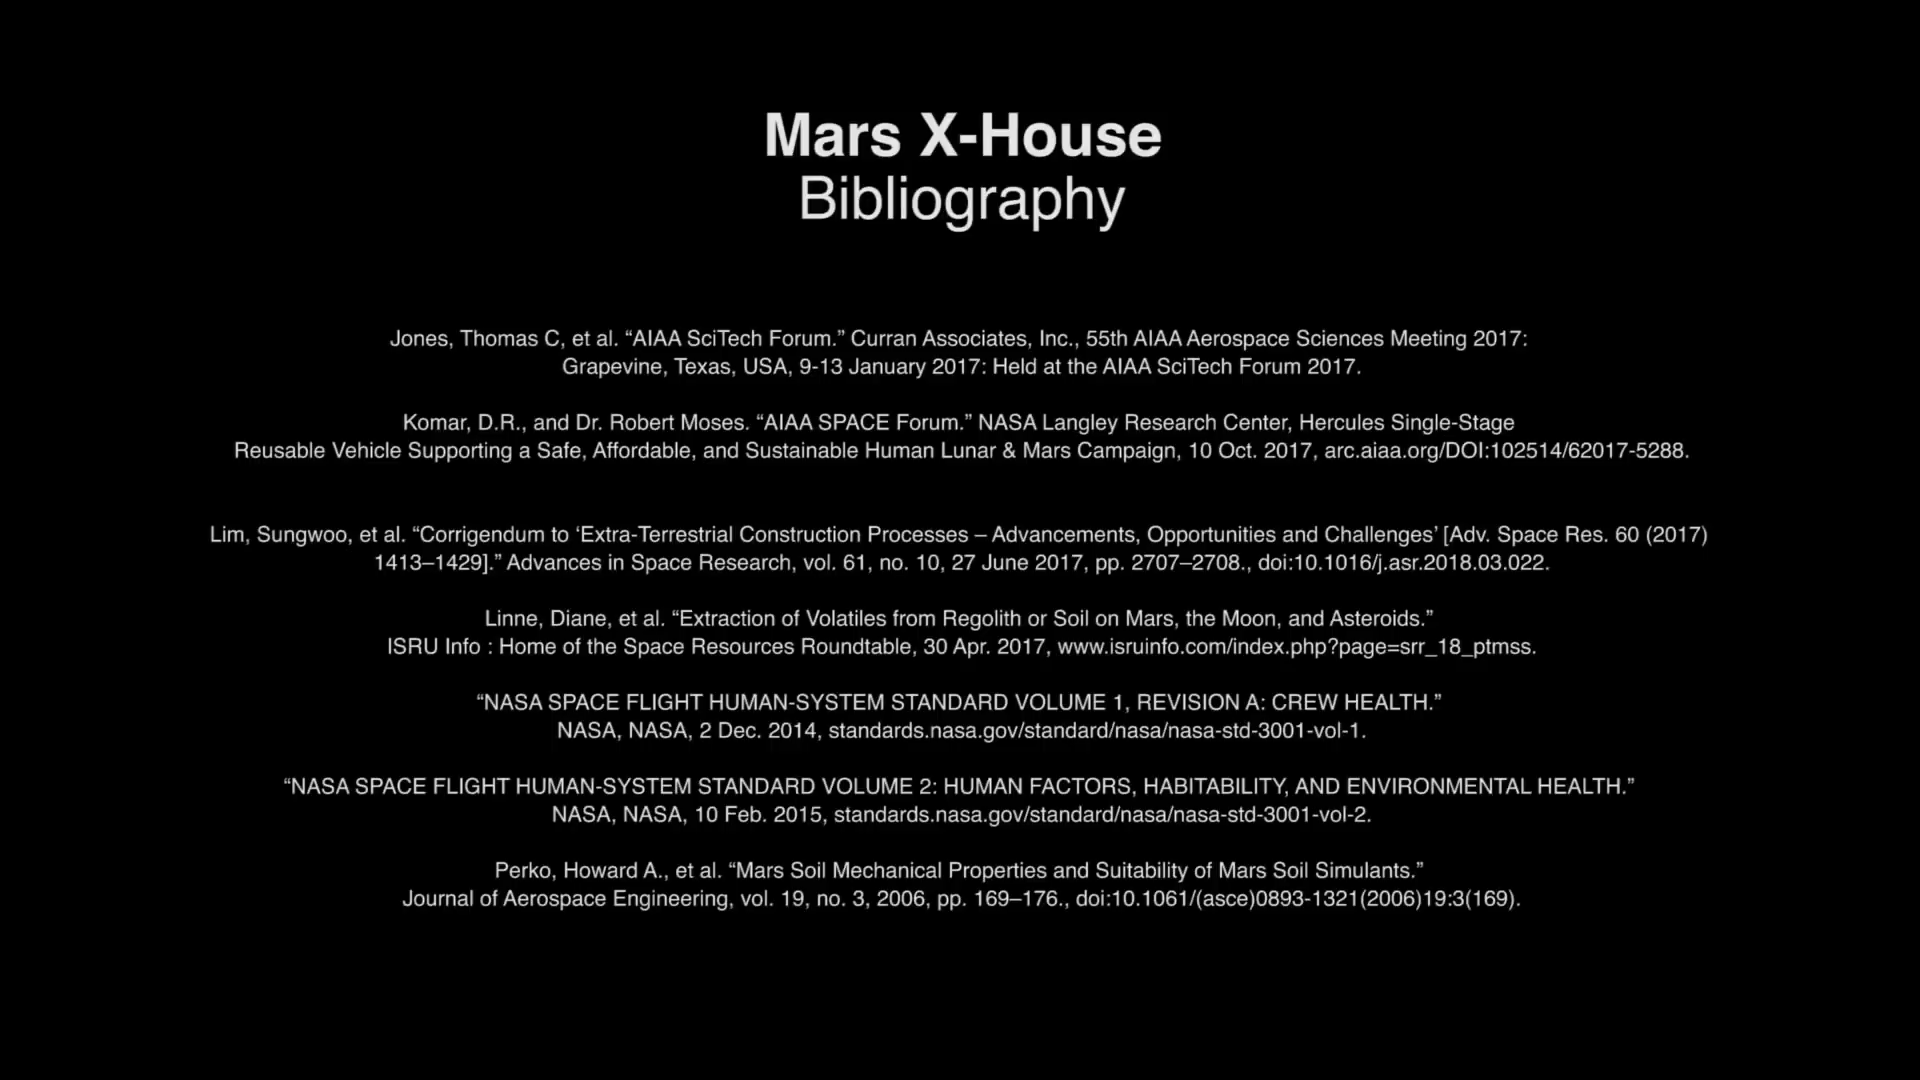 Mars X-House
Bibliography
Jones, Thomas C, et al. “AIAA SciTech Forum.” Curran Associates, Inc., 55th AIAA Aerospace Sciences Meeting 2017:
Grapevine, Texas, USA, 9-13 January 2017: Held at the AIAA SciTech Forum 2017.
Komar, D.R., and Dr. Robert Moses. “AIAA SPACE Forum.” NASA Langley Research Center, Hercules Single-Stage
Reusable Vehicle Supporting a Safe, Affordable, and Sustainable Human Lunar & Mars Campaign, 10 Oct. 2017, arc.aiaa.org/DOI:102514/62017-5288.
Lim, Sungwoo, et al. “Corrigendum to ‘Extra-Terrestrial Construction Processes – Advancements, Opportunities and Challenges’ [Adv. Space Res. 60 (2017)
1413–1429].” Advances in Space Research, vol. 61, no. 10, 27 June 2017, pp. 2707–2708., doi:10.1016/j.asr.2018.03.022.
Linne, Diane, et al. “Extraction of Volatiles from Regolith or Soil on Mars, the Moon, and Asteroids.”
ISRU Info : Home of the Space Resources Roundtable, 30 Apr. 2017, www.isruinfo.com/index.php?page=srr_18_ptmss.
“NASA SPACE FLIGHT HUMAN-SYSTEM STANDARD VOLUME 1, REVISION A: CREW HEALTH.”
NASA, NASA, 2 Dec. 2014, standards.nasa.gov/standard/nasa/nasa-std-3001-vol-1.
“NASA SPACE FLIGHT HUMAN-SYSTEM STANDARD VOLUME 2: HUMAN FACTORS, HABITABILITY, AND ENVIRONMENTAL HEALTH.”
NASA, NASA, 10 Feb. 2015, standards.nasa.gov/standard/nasa/nasa-std-3001-vol-2.
Perko, Howard A., et al. “Mars Soil Mechanical Properties and Suitability of Mars Soil Simulants.”
Journal of Aerospace Engineering, vol. 19, no. 3, 2006, pp. 169–176., doi:10.1061/(asce)0893-1321(2006)19:3(169).